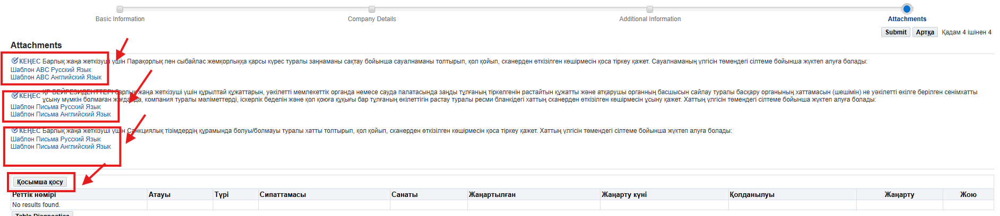 Basic Information
Company Details
Additional Information
Attachments
Submit Артқа Қадам 4 ішінен 4
Attachments
КЕҢЕС Барлық жаңа жеткізуші үшін Парақорлық пен сыбайлас жемқорлыққа қарсы күрес туралы заңнаманы сақтау бойынша сауалнаманы толтырып, қол қойып, сканерден өткізілген көшірмесін қоса тіркеу қажет. Сауалнаманың үлгісін төмендегі сілтеме бойынша жүктеп алуға болады:
Шаблон ABC Русский Язык
Шаблон ABC Английский Язык
КЕҢЕС ҚР БЕЙРЕЗИДЕНТТЕРІ барлық жаңа жеткізуші үшін құрылтай құжаттарын, уәкілетті мемлекеттік органда немесе сауда палатасында заңды тұлғаның тіркелгенін растайтын құжатты және атқарушы органның басшысын сайлау туралы басқару органының хаттамасын (шешімін) не уәкілетті өкілге берілген сенімхатты
ұсыну мүмкін болмаған жағдайда, компания туралы мәліметтерді, іскерлік беделін және қол қоюға құқығы бар тұлғаның өкілеттігін растау туралы ресми бланкідегі хаттың сканерден өткізілген көшірмесін ұсыну қажет. Хаттың үлгісін төмендегі сілтеме бойынша жүктеп алуға болады:
Шаблон Письма Русский Язык
Шаблон Письма Английский Язык
КЕҢЕС Барлық жаңа жеткізуші үшін Санкциялық тізімдердің құрамында болуы/болмауы туралы хатты толтырып, қол қойып, сканерден өткізілген көшірмесін қоса тіркеу қажет. Хаттың үлгісін төмендегі сілтеме бойынша жүктеп алуға болады:
Шаблон Письма Русский Язык
Шаблон Письма Английский Язык
Қосымша қосу
Реттік нөмірі Атауы Түрі Сипаттамасы Санаты Жаңартылған Жаңарту күні Қолданылуы Жаңарту Жою
No results found.
Table Diagnostics